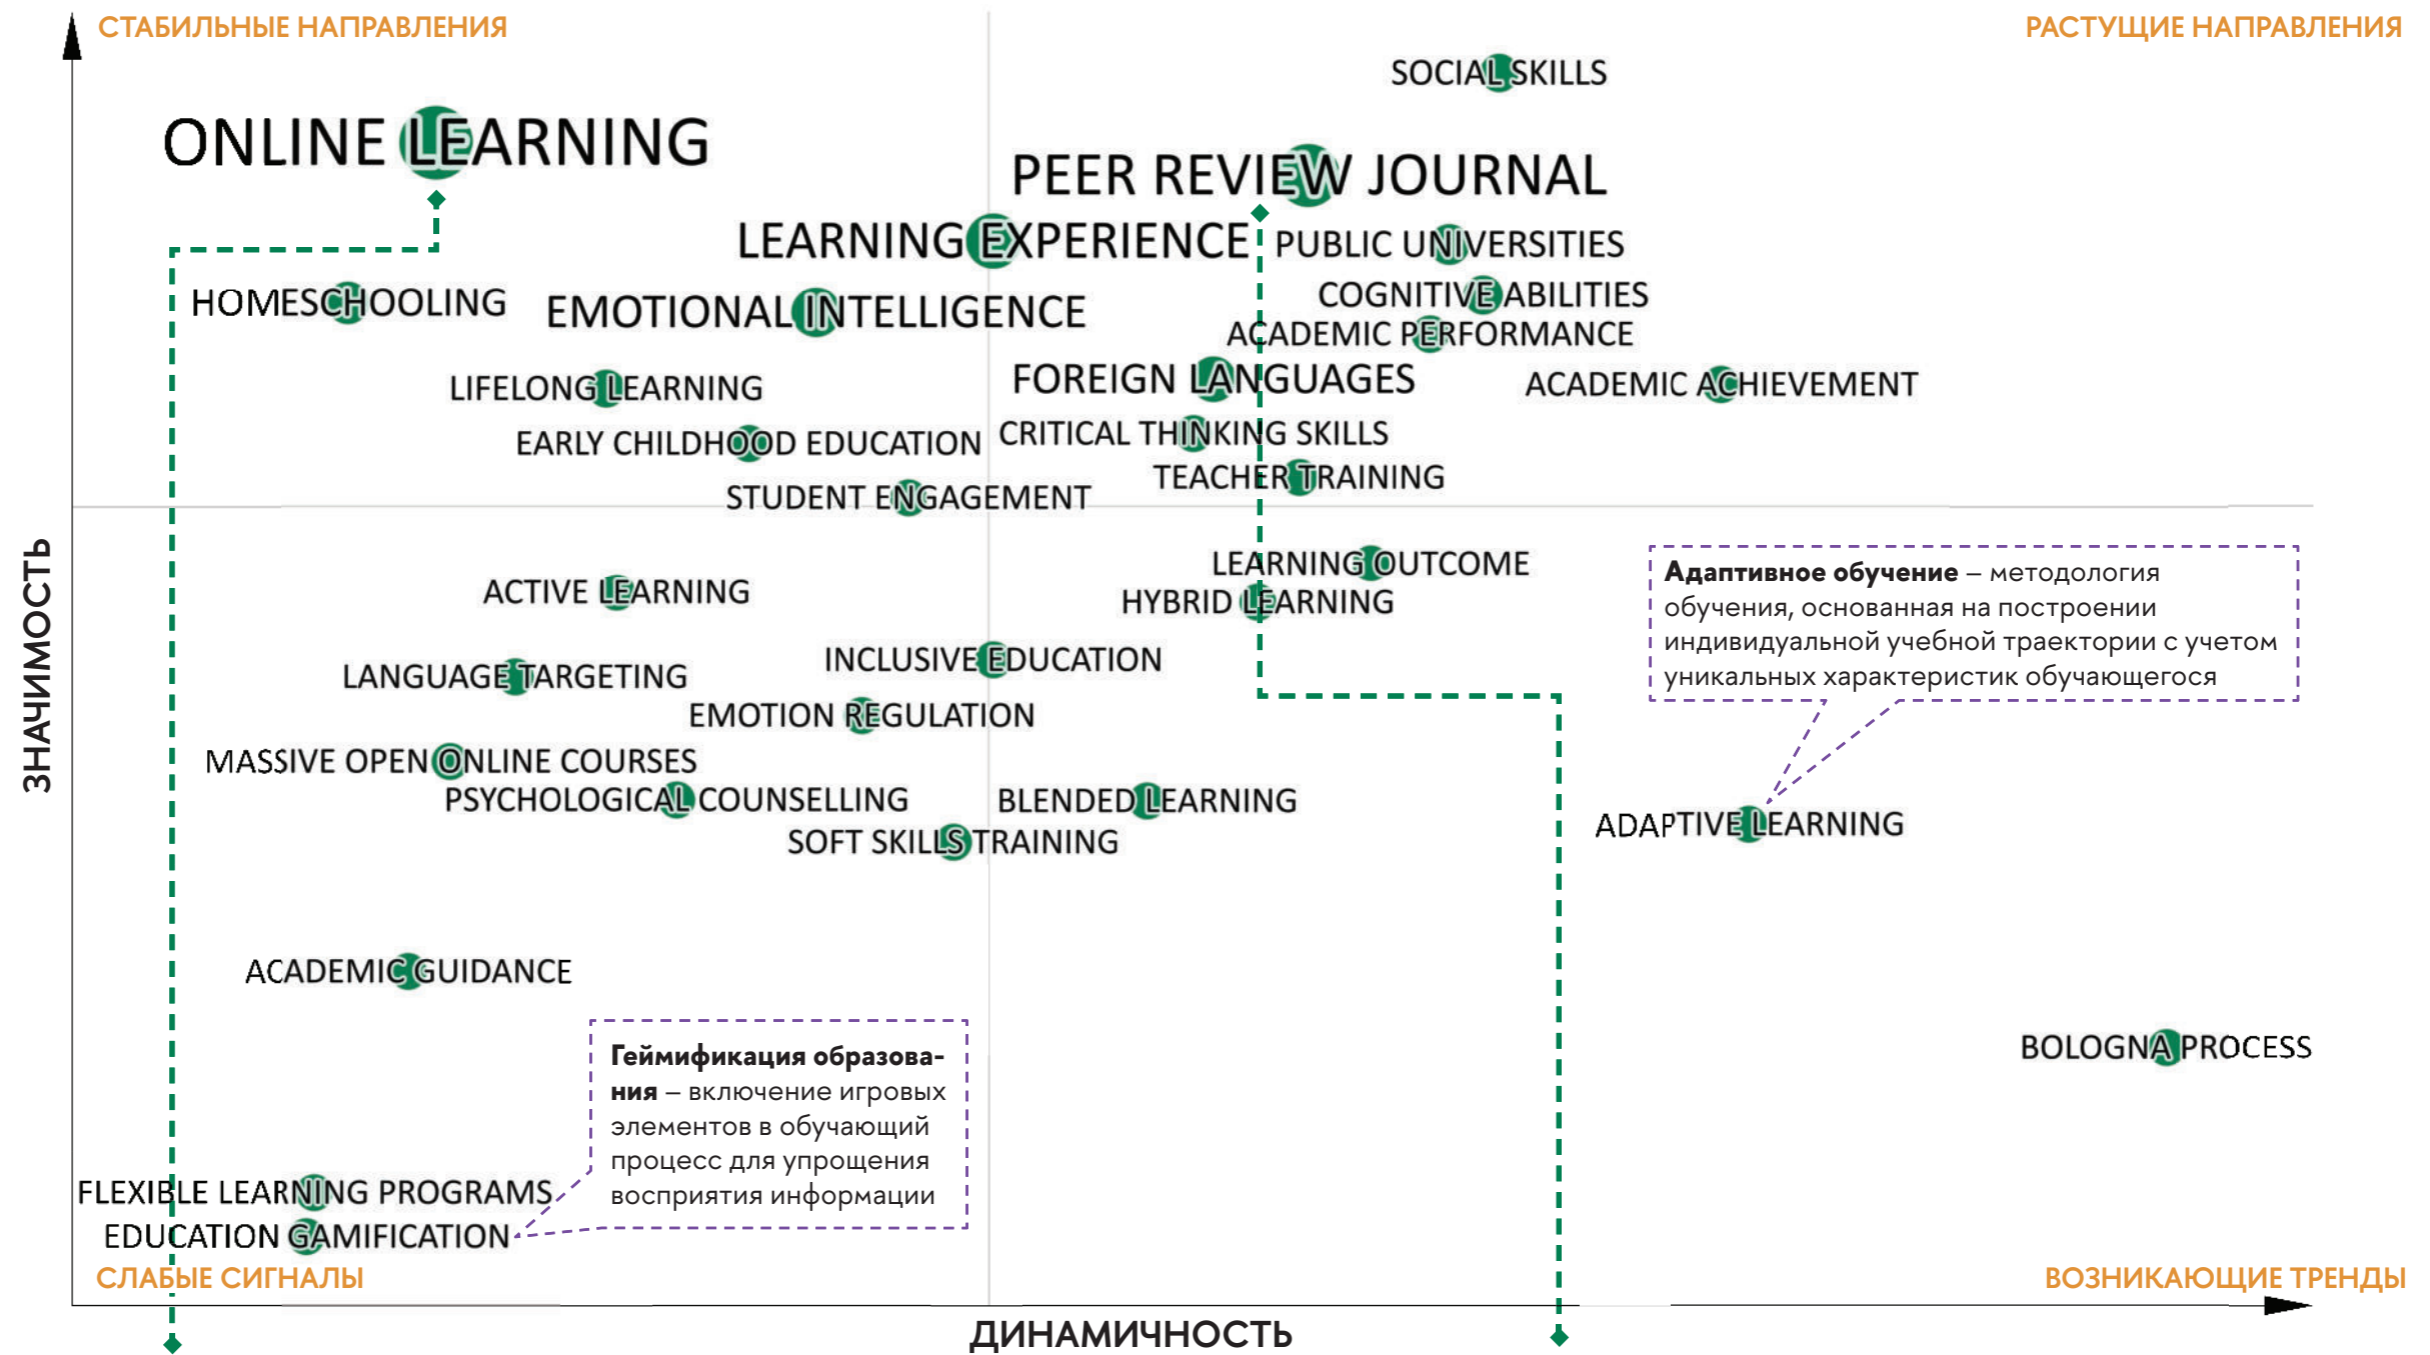 СТАБИЛЬНЫЕ НАПРАВЛЕНИЯ
РАСТУЩИЕ НАПРАВЛЕНИЯ
SOCIAL SKILLS
ONLINE LEARNING
PEER REVIEW JOURNAL
LEARNING EXPERIENCE
PUBLIC UNIVERSITIES
HOMESCHOOLING
EMOTIONAL INTELLIGENCE
COGNITIVE ABILITIES
ACADEMIC PERFORMANCE
LIFELONG LEARNING
FOREIGN LANGUAGES
ACADEMIC ACHIEVEMENT
EARLY CHILDHOOD EDUCATION
CRITICAL THINKING SKILLS
TEACHER TRAINING
STUDENT ENGAGEMENT
ЗНАЧИМОСТЬ
LEARNING OUTCOME
HYBRID LEARNING
Адаптивное обучение – методология
обучения, основанная на построении
индивидуальной учебной траектории с учетом
уникальных характеристик обучающегося
ACTIVE LEARNING
INCLUSIVE EDUCATION
LANGUAGE TARGETING
EMOTION REGULATION
MASSIVE OPEN ONLINE COURSES
PSYCHOLOGICAL COUNSELLING
BLENDED LEARNING
SOFT SKILLS TRAINING
ADAPTIVE LEARNING
ACADEMIC GUIDANCE
BOLOGNA PROCESS
Геймификация образова-
ния – включение игровых
элементов в обучающий
процесс для упрощения
восприятия информации
FLEXIBLE LEARNING PROGRAMS
EDUCATION GAMIFICATION
СЛАБЫЕ СИГНАЛЫ
ВОЗНИКАЮЩИЕ ТРЕНДЫ
ДИНАМИЧНОСТЬ